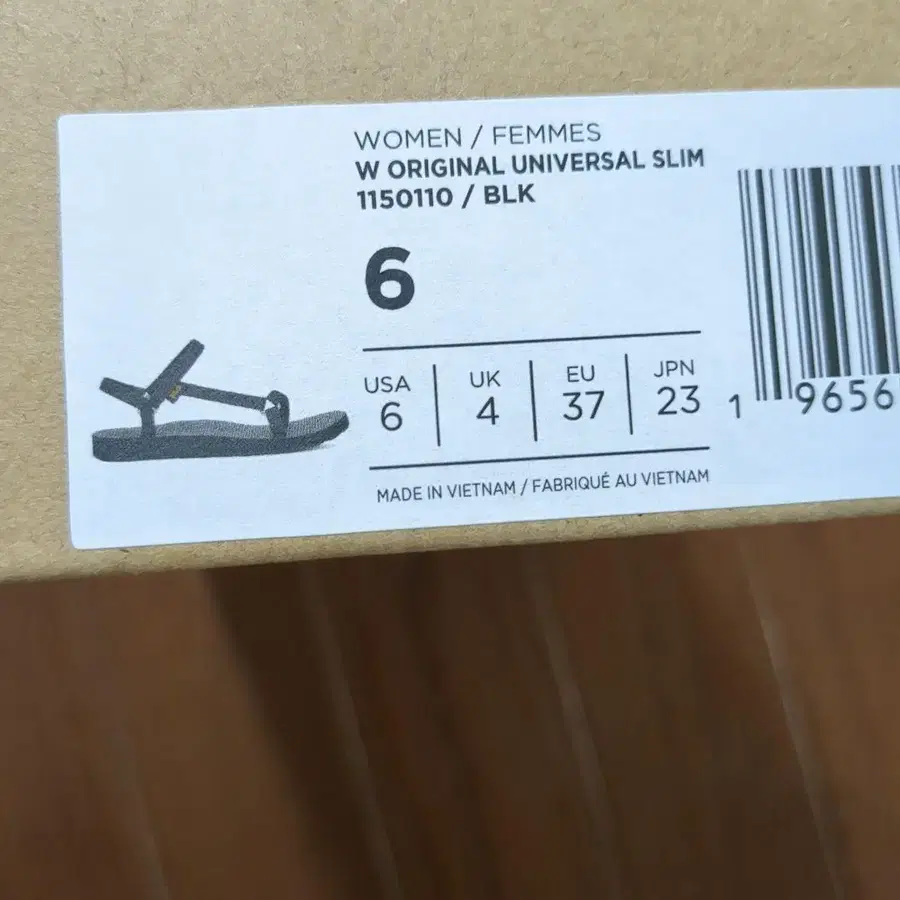 WOMEN / FEMMES
W ORIGINAL UNIVERSAL SLIM
1150110 / BLK
6
USA UK EU JPN
6 4 37 23
1 9656
MADE IN VIETNAM / FABRIQUÉ AU VIETNAM